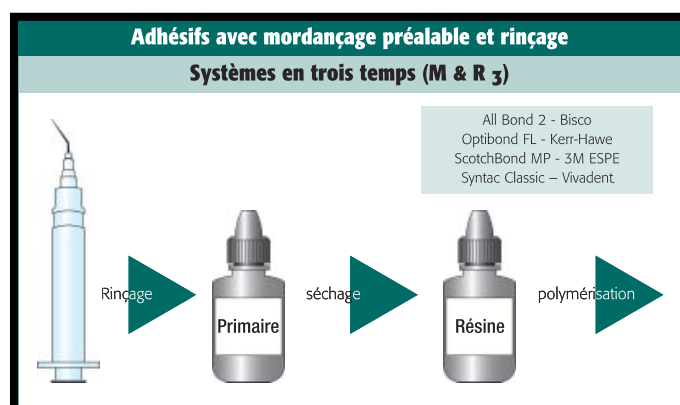 Adhésifs avec mordançage préalable et rinçage
Systèmes en trois temps (M & R 3)
All Bond 2 - Bisco
Optibond FL - Kerr-Hawe
ScotchBond MP - 3M ESPE
Syntac Classic – Vivadent
Rinçage
Primaire
séchage
Résine
polymérisation